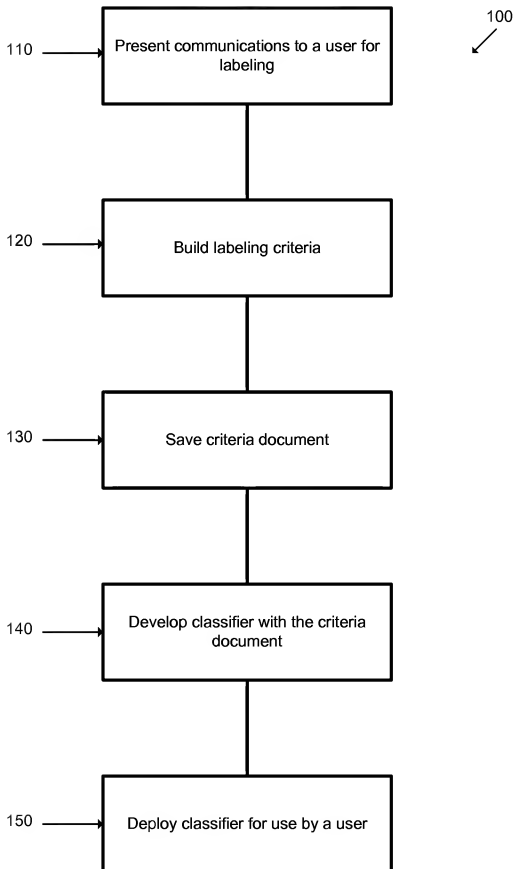 100
110
Present communications to a user for
labeling
120
Build labeling criteria
130
Save criteria document
140
Develop classifier with the criteria
document
150
Deploy classifier for use by a user